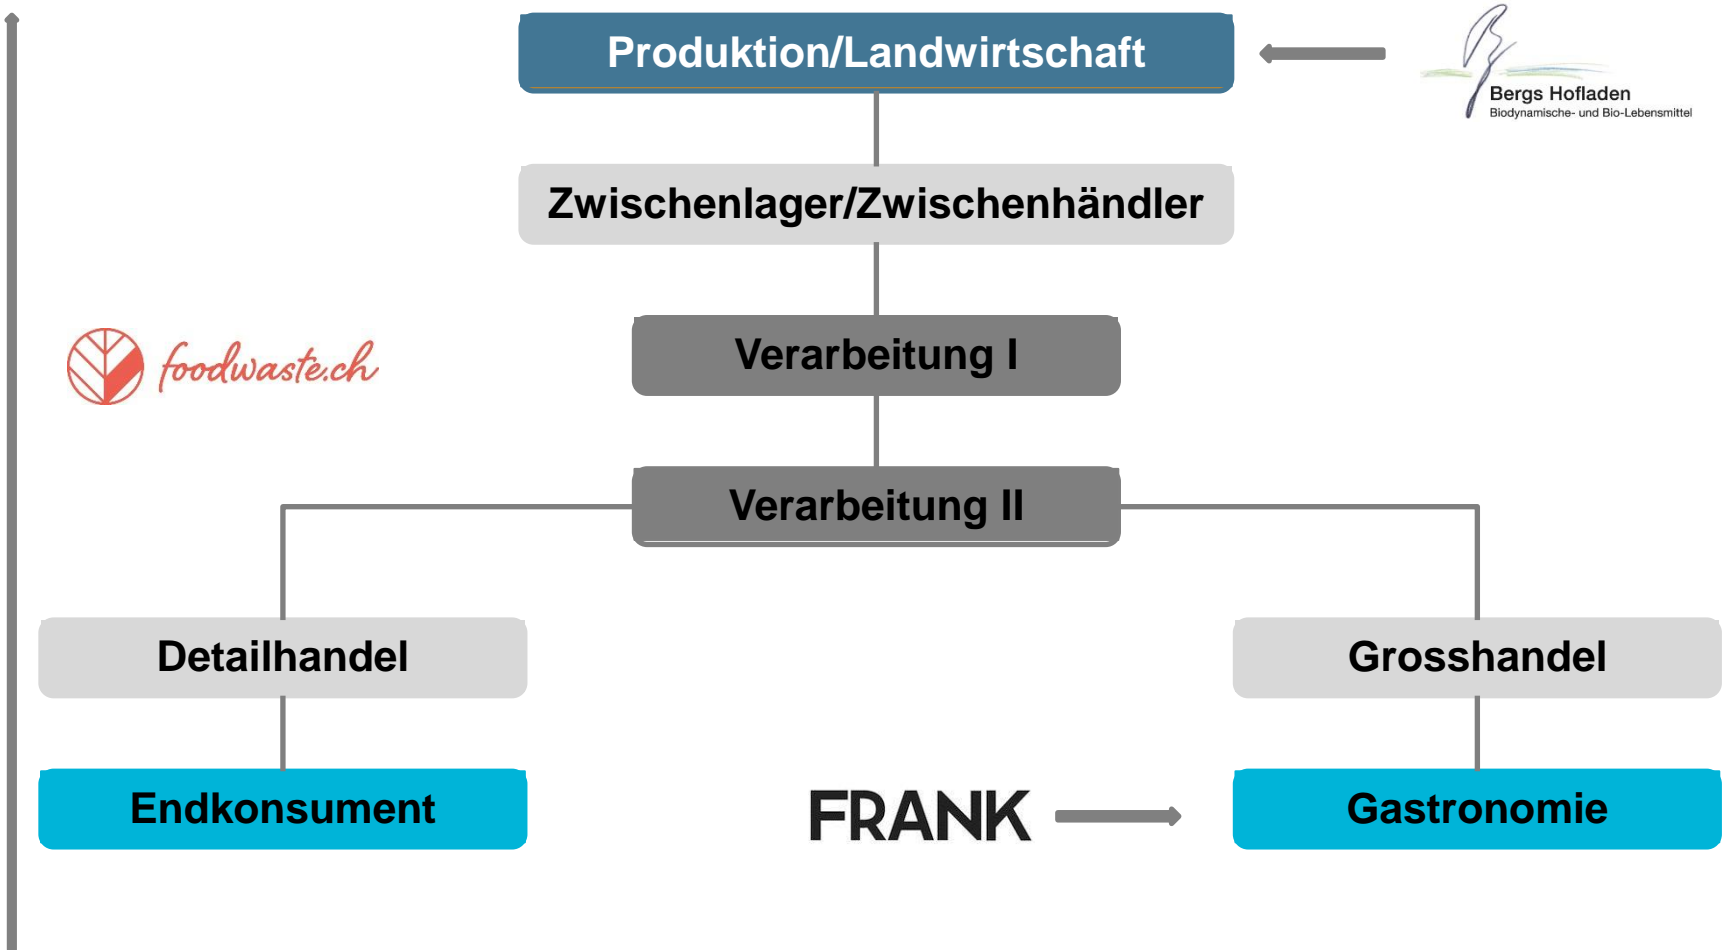 Produktion/Landwirtschaft
Bergs Hofladen
Biodynamische- und Bio-Lebensmittel
Zwischenlager/Zwischenhändler
foodwaste.ch
Verarbeitung I
Verarbeitung II
Detailhandel
Grosshandel
Endkonsument
FRANK
Gastronomie